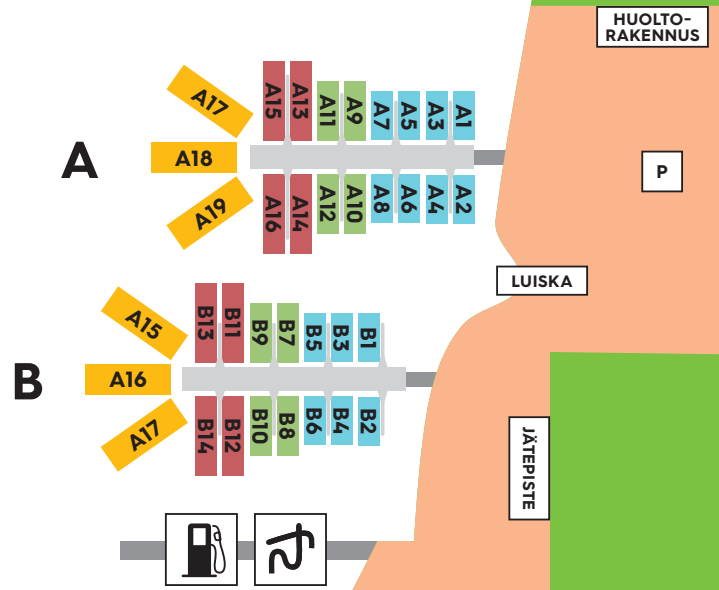 HUOLTO-
RAKENNUS
P
LUISKA
JÄTEPISTE
A
A17
A18
A19
A15
A13
A11
A9
A7
A5
A3
A1
A16
A14
A12
A10
A8
A6
A4
A2
B
A15
A16
A17
B13
B11
B9
B7
B5
B3
B1
B14
B12
B10
B8
B6
B4
B2